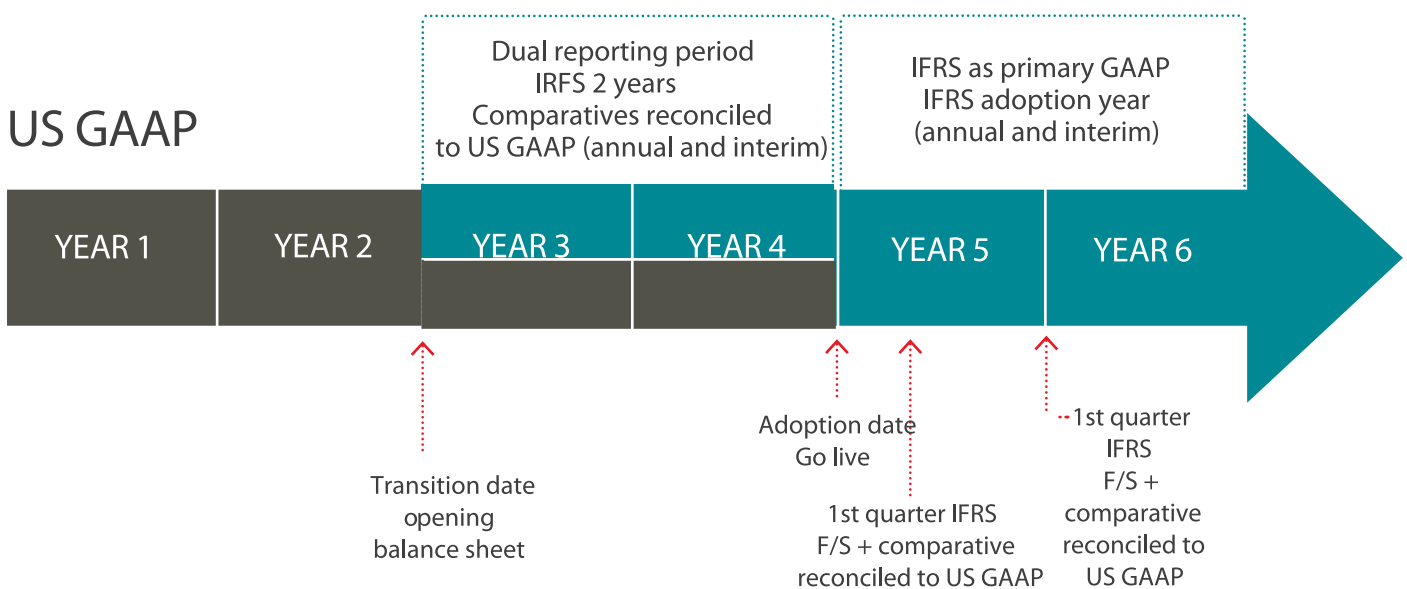 US GAAP
Dual reporting period
IRFS 2 years
Comparatives reconciled
to US GAAP (annual and interim)
IFRS as primary GAAP
IFRS adoption year
(annual and interim)
YEAR 1
YEAR 2
YEAR 3
YEAR 4
YEAR 5
YEAR 6
Transition date
opening
balance sheet
Adoption date
Go live
1st quarter IFRS
F/S + comparative
reconciled to US GAAP
1st quarter
IFRS
F/S +
comparative
reconciled to
US GAAP